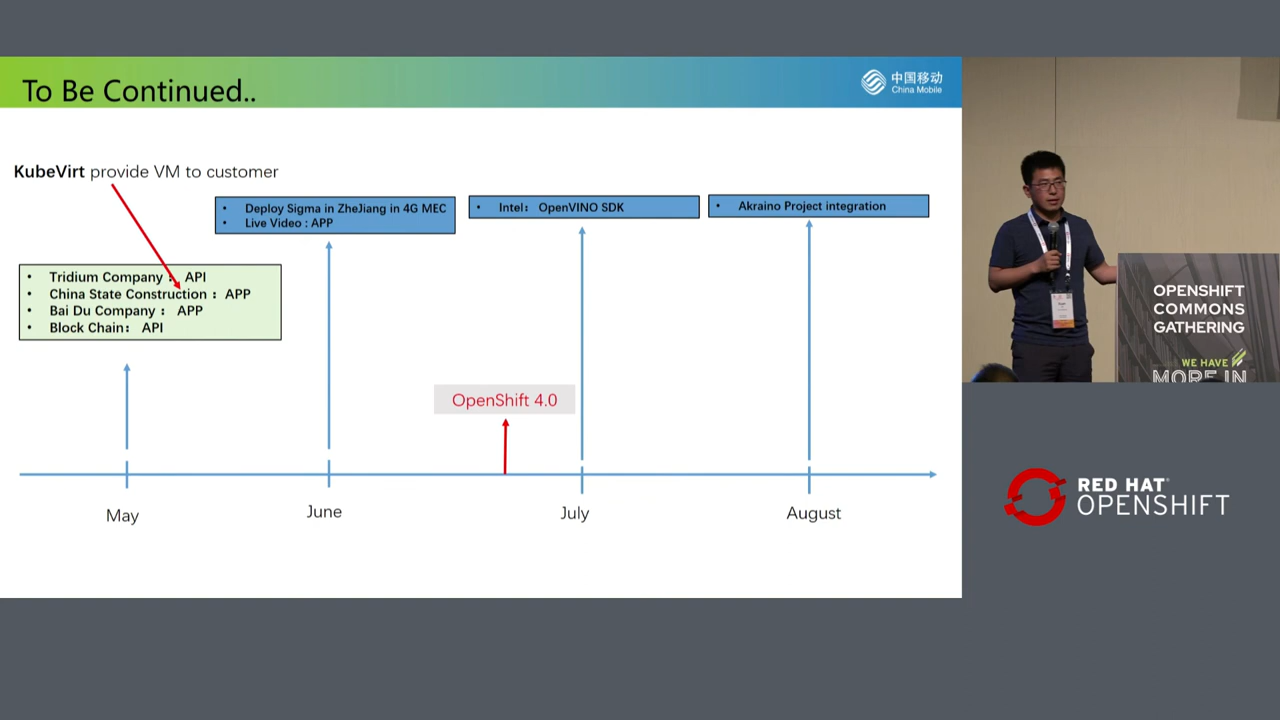 To Be Continued..
中国移动
China Mobile
KubeVirt provide VM to customer
• Deploy Sigma in ZheJiang in 4G MEC
• Live Video : APP
• Intel： OpenVINO SDK
• Akraino Project integration
• Tridium Company ： API
• China State Construction ： APP
• Bai Du Company ： APP
• Block Chain： API
OpenShift 4.0
May
June
July
August
OPENSHIFT
COMMONS
GATHERING
WE HAVE
MORE IN
RED HAT®
OPENSHIFT